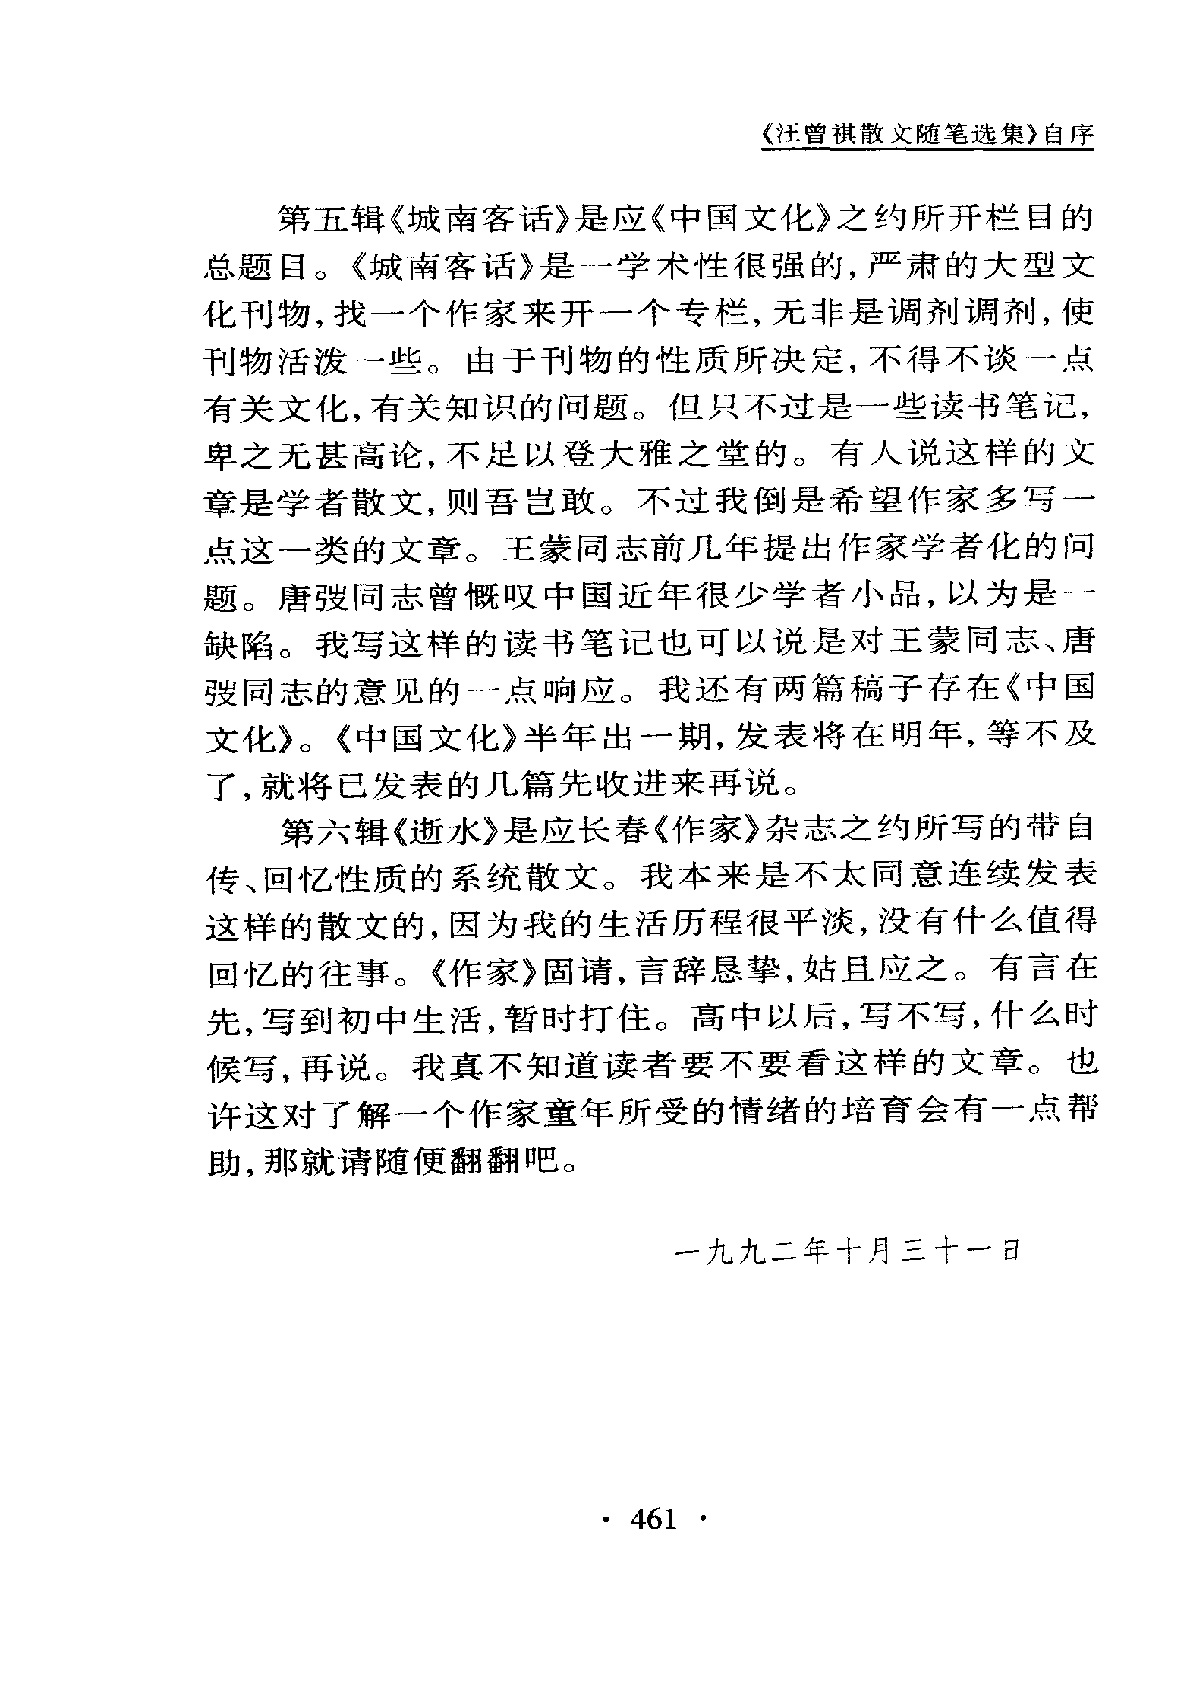 《汪曾祺散文随笔选集》自序
第五辑《城南客话》是应《中国文化》之约所开栏目的
总题目。《城南客话》是一学术性很强的,严肃的大型文
化刊物,找一个作家来开一个专栏,无非是调剂调剂,使
刊物活泼一些。由于刊物的性质所决定,不得不谈一点
有关文化,有关知识的问题。但只不过是一些读书笔记,
卑之无甚高论,不足以登大雅之堂的。有人说这样的文
章是学者散文,则吾岂敢。不过我倒是希望作家多写一
点这一类的文章。王蒙同志前几年提出作家学者化的问
题。唐弢同志曾慨叹中国近年很少学者小品,以为是一
缺陷。我写这样的读书笔记也可以说是对王蒙同志、唐
弢同志的意见的一点响应。我还有两篇稿子存在《中国
文化》。《中国文化》半年出一期,发表将在明年,等不及
了,就将已发表的几篇先收进来再说。
第六辑《逝水》是应长春《作家》杂志之约所写的带自
传、回忆性质的系统散文。我本来是不太同意连续发表
这样的散文的,因为我的生活历程很平淡,没有什么值得
回忆的往事。《作家》固请,言辞恳挚,姑且应之。有言在
先,写到初中生活,暂时打住。高中以后,写不写,什么时
候写,再说。我真不知道读者要不要看这样的文章。也
许这对了解一个作家童年所受的情绪的培育会有一点帮
助,那就请随便翻翻吧。
一九九二年十月三十一日
· 461 ·